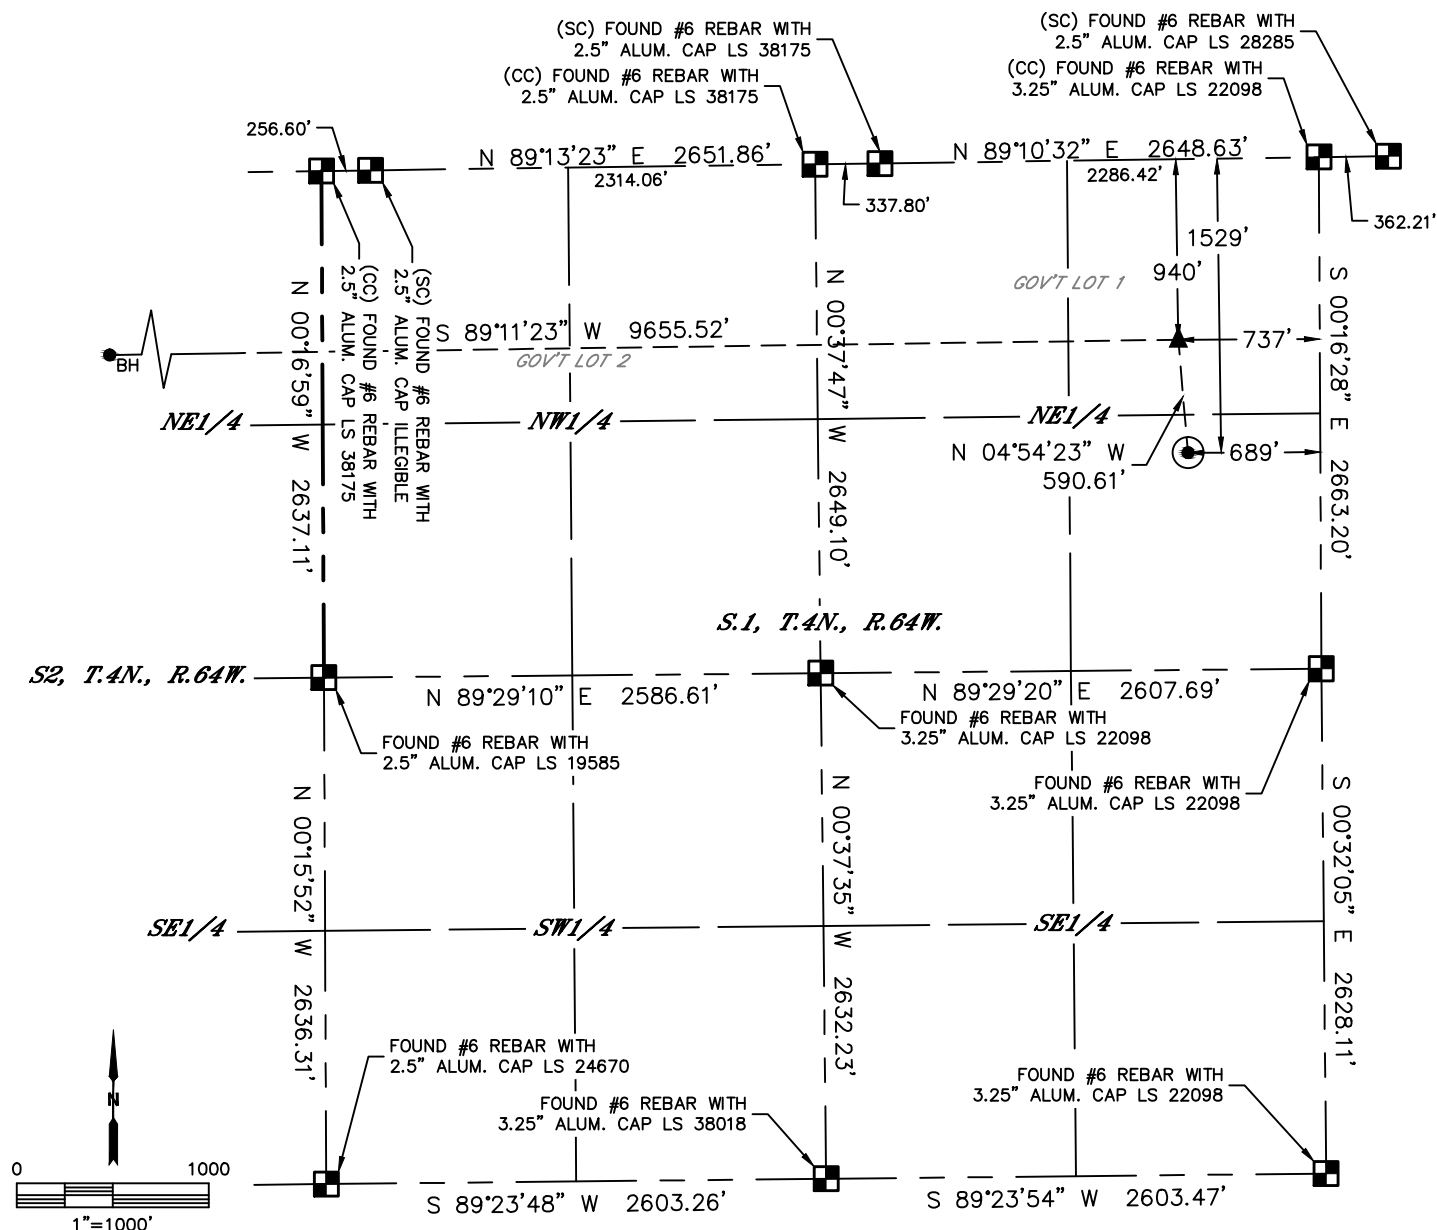 (SC) FOUND #6 REBAR WITH
2.5" ALUM. CAP LS 38175
(CC) FOUND #6 REBAR WITH
2.5" ALUM. CAP LS 38175
(SC) FOUND #6 REBAR WITH
2.5" ALUM. CAP LS 28285
(CC) FOUND #6 REBAR WITH
3.25" ALUM. CAP LS 22098
256.60'
N 89°13'23" E 2651.86'
2314.06'
337.80'
N 89°10'32" E 2648.63'
2286.42'
362.21'
1529'
940'
GOV'T LOT 1
(SC) FOUND #6 REBAR WITH
2.5" ALUM. CAP ILLEGIBLE
(CC) FOUND #6 REBAR WITH
2.5" ALUM. CAP LS 38175
N 00°16'59" W 2637.11'
N 00°37'47" W 2649.10'
S 00°16'28" E 2663.20'
S 89°11'23" W 9655.52'
GOV'T LOT 2
BH
737'
NE1/4
NW1/4
NE1/4
N 04°54'23" W
590.61'
689'
S.1, T.4N., R.64W.
S2, T.4N., R.64W.
N 89°29'10" E 2586.61'
N 89°29'20" E 2607.69'
FOUND #6 REBAR WITH
3.25" ALUM. CAP LS 22098
FOUND #6 REBAR WITH
2.5" ALUM. CAP LS 19585
FOUND #6 REBAR WITH
3.25" ALUM. CAP LS 22098
N 00°15'52" W 2636.31'
N 00°37'35" W 2632.23'
S 00°32'05" E 2628.11'
SE1/4
SW1/4
SE1/4
FOUND #6 REBAR WITH
2.5" ALUM. CAP LS 24670
FOUND #6 REBAR WITH
3.25" ALUM. CAP LS 38018
FOUND #6 REBAR WITH
3.25" ALUM. CAP LS 22098
N
0 1000
1"=1000'
S 89°23'48" W 2603.26'
S 89°23'54" W 2603.47'